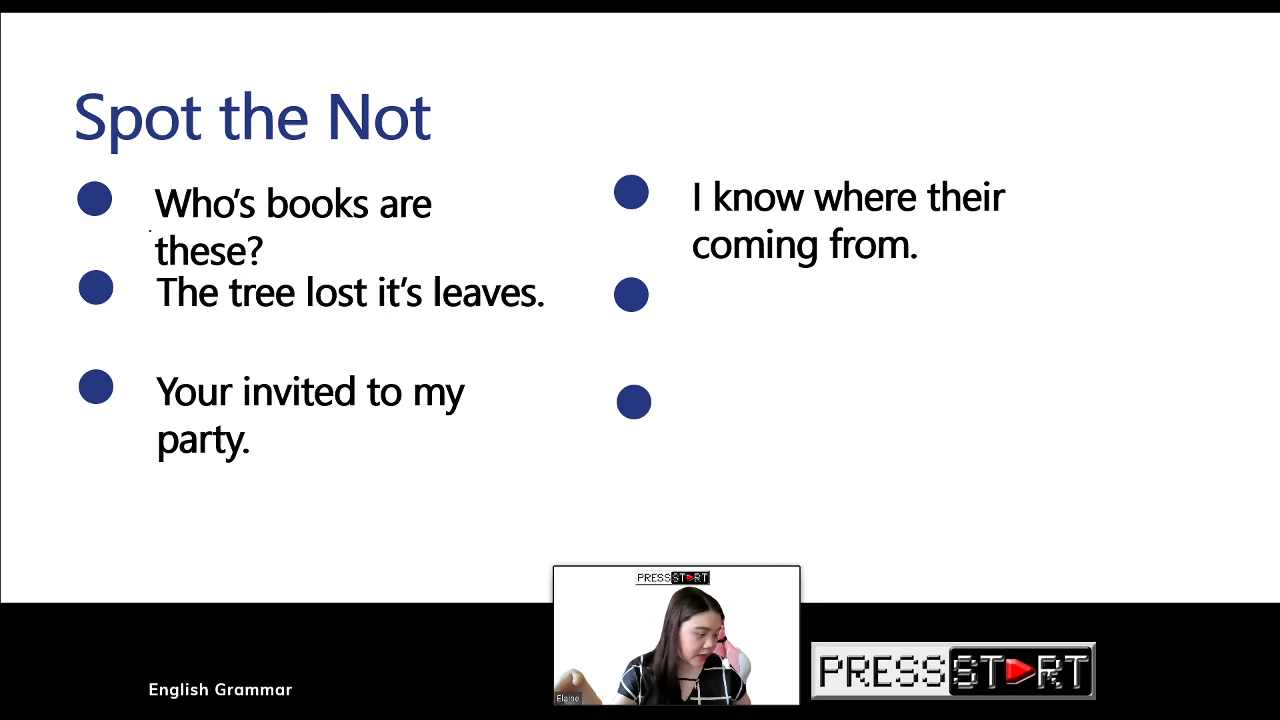 Spot the Not
Who's books are
these?
The tree lost it's leaves.
Your invited to my
party.
I know where their
coming from.
PRESS START
Elaine
English Grammar
PRESS START